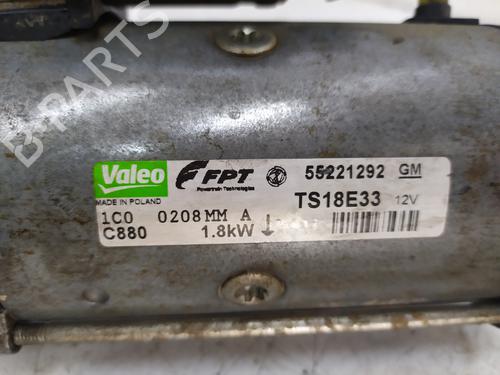 Valeo FPT 55221292 GM
Powertrain Technologies
MADE IN POLAND TS18E33 12V
1C0 0208MM A
C880 1.8kW
B-PARTS